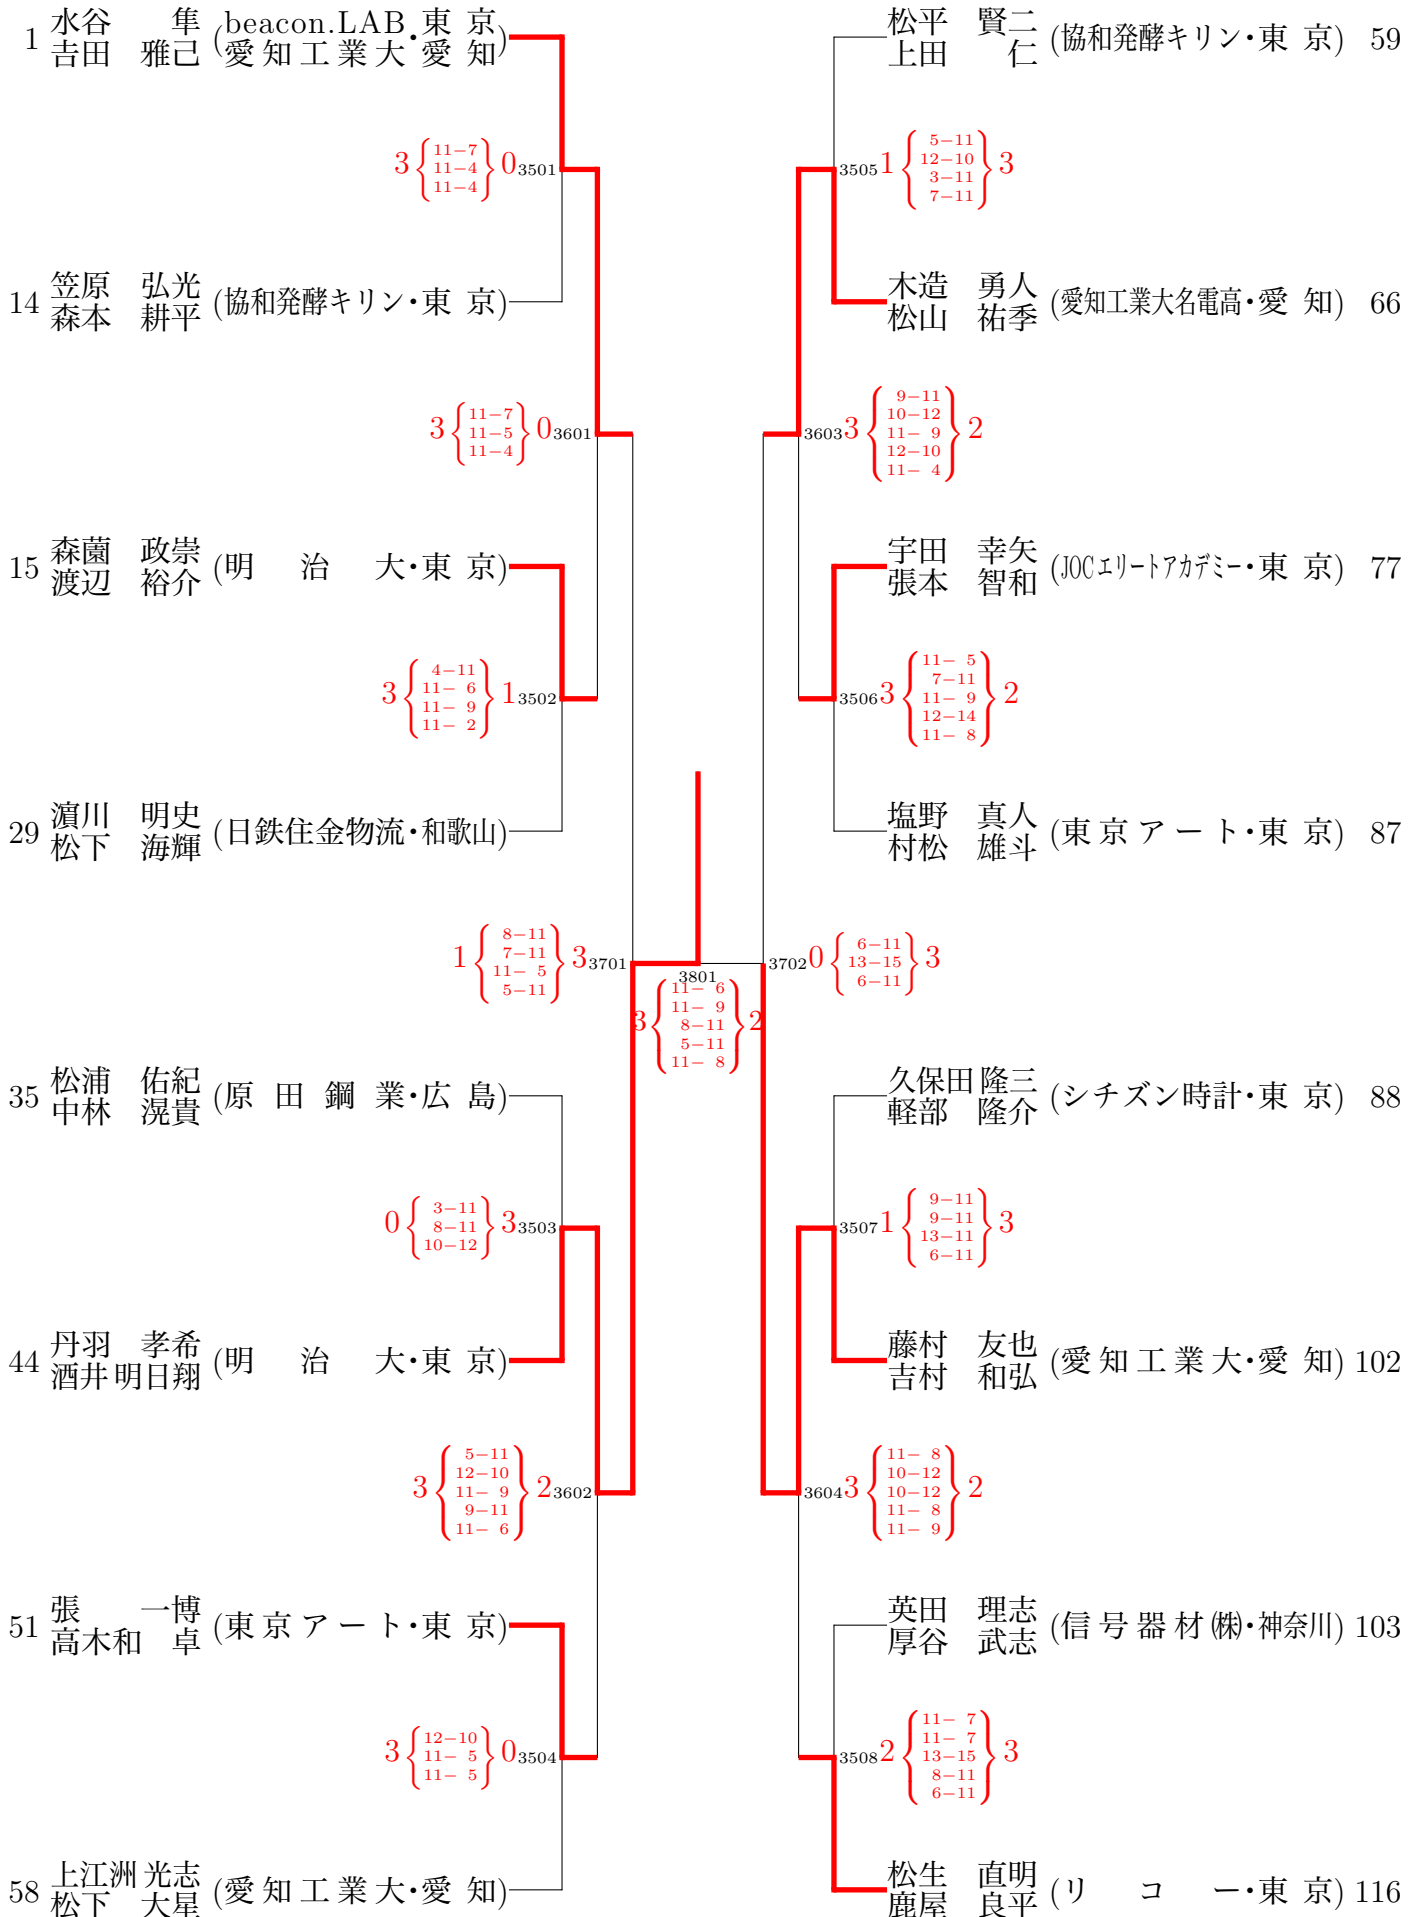 1 水谷 隼 (beacon.LAB・東 京)
吉田 雅己 (愛知工業大・愛 知)
3 11-7 0 3501
11-4
11-4
14 笠原 弘光 (協和発酵キリン・東 京)
森本 耕平
3 11-7 0 3601
11-5
11-4
15 森薗 政崇 (明 治 大・東 京)
渡辺 裕介
3 4-11 1 3502
11- 6
11- 9
11- 2
29 濵川 明史 (日鉄住金物流・和歌山)
松下 海輝
1 8-11 3 3701
7-11
11- 5
5-11
35 松浦 佑紀 (原 田 鋼 業・広 島)
中林 滉貴
0 3-11 3 3503
8-11
10-12
44 丹羽 孝希 (明 治 大・東 京)
酒井明日翔
3 5-11 2 3602
12-10
11- 9
9-11
11- 6
51 張 一博 (東京アート・東 京)
高木和 卓
3 12-10 0 3504
11- 5
11- 5
58 上江洲光志 (愛知工業大・愛 知)
松下 大星
3801
3 11- 6 2
11- 9
8-11
5-11
11- 8
松平 賢二 (協和発酵キリン・東 京) 59
上田 仁
3505 1 5-11 3
12-10
3-11
7-11
木造 勇人 (愛知工業大名電高・愛 知) 66
松山 祐季
3603 3 9-11 2
10-12
11- 9
12-10
11- 4
宇田 幸矢 (JOCエリートアカデミー・東 京) 77
張本 智和
3506 3 11- 5 2
7-11
11- 9
12-14
11- 8
塩野 真人 (東京アート・東 京) 87
村松 雄斗
3702 0 6-11 3
13-15
6-11
久保田隆三 (シチズン時計・東 京) 88
軽部 隆介
3507 1 9-11 3
9-11
13-11
6-11
藤村 友也 (愛知工業大・愛 知) 102
吉村 和弘
3604 3 11- 8 2
10-12
10-12
11- 8
11- 9
英田 理志 (信号器材㈱・神奈川) 103
厚谷 武志
3508 2 11- 7 3
11- 7
13-15
8-11
6-11
松生 直明 (リ コ ー・東 京) 116
鹿屋 良平